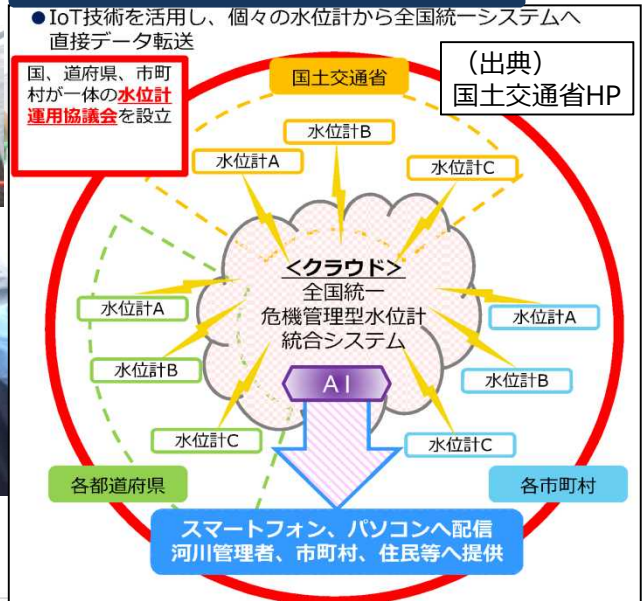 ●IoT技術を活用し、個々の水位計から全国統一システムへ
直接データ転送
国、道府県、市町
村が一体の水位計
運用協議会を設立
国土交通省
（出典）
国土交通省HP
水位計A
水位計B
水位計C
<クラウド>
全国統一
危機管理型水位計
統合システム
AI
水位計A
水位計B
水位計C
水位計A
水位計B
水位計C
各都道府県
各市町村
スマートフォン、パソコンへ配信
河川管理者、市町村、住民等へ提供